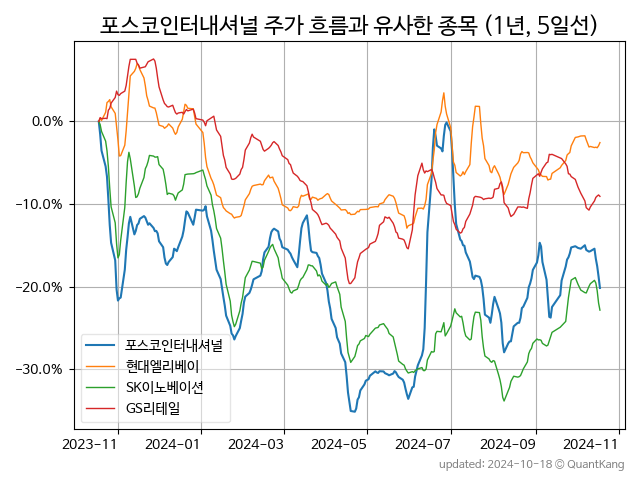 포스코인터내셔널 주가 흐름과 유사한 종목 (1년, 5일선)
0.0%
−10.0%
−20.0%
−30.0%
포스코인터내셔널
현대엘리베이
SK이노베이션
GS리테일
2023−11 2024−01 2024−03 2024−05 2024−07 2024−09 2024−11
updated: 2024-10-18 © QuantKang